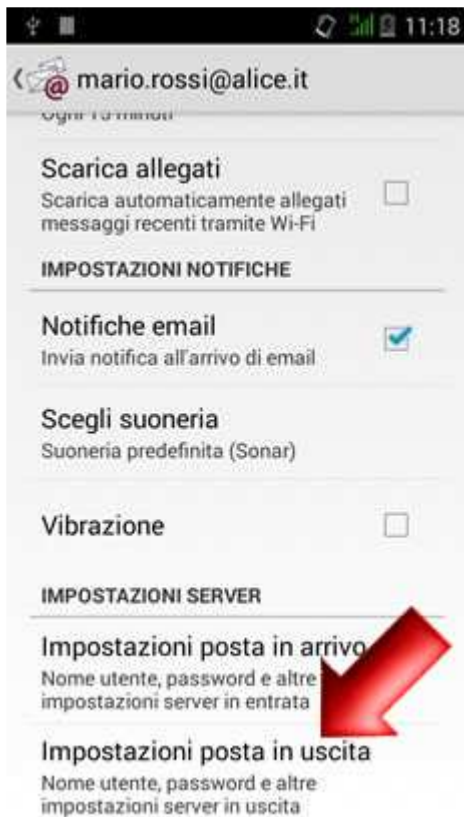 11:18
mario.rossi@alice.it
Ogni 15 minuti
Scarica allegati
Scarica automaticamente allegati
messaggi recenti tramite Wi-Fi
IMPOSTAZIONI NOTIFICHE
Notifiche email
Invia notifica all'arrivo di email
Scegli suoneria
Suoneria predefinita (Sonar)
Vibrazione
IMPOSTAZIONI SERVER
Impostazioni posta in arrivo
Nome utente, password e altre
impostazioni server in entrata
Impostazioni posta in uscita
Nome utente, password e altre
impostazioni server in uscita